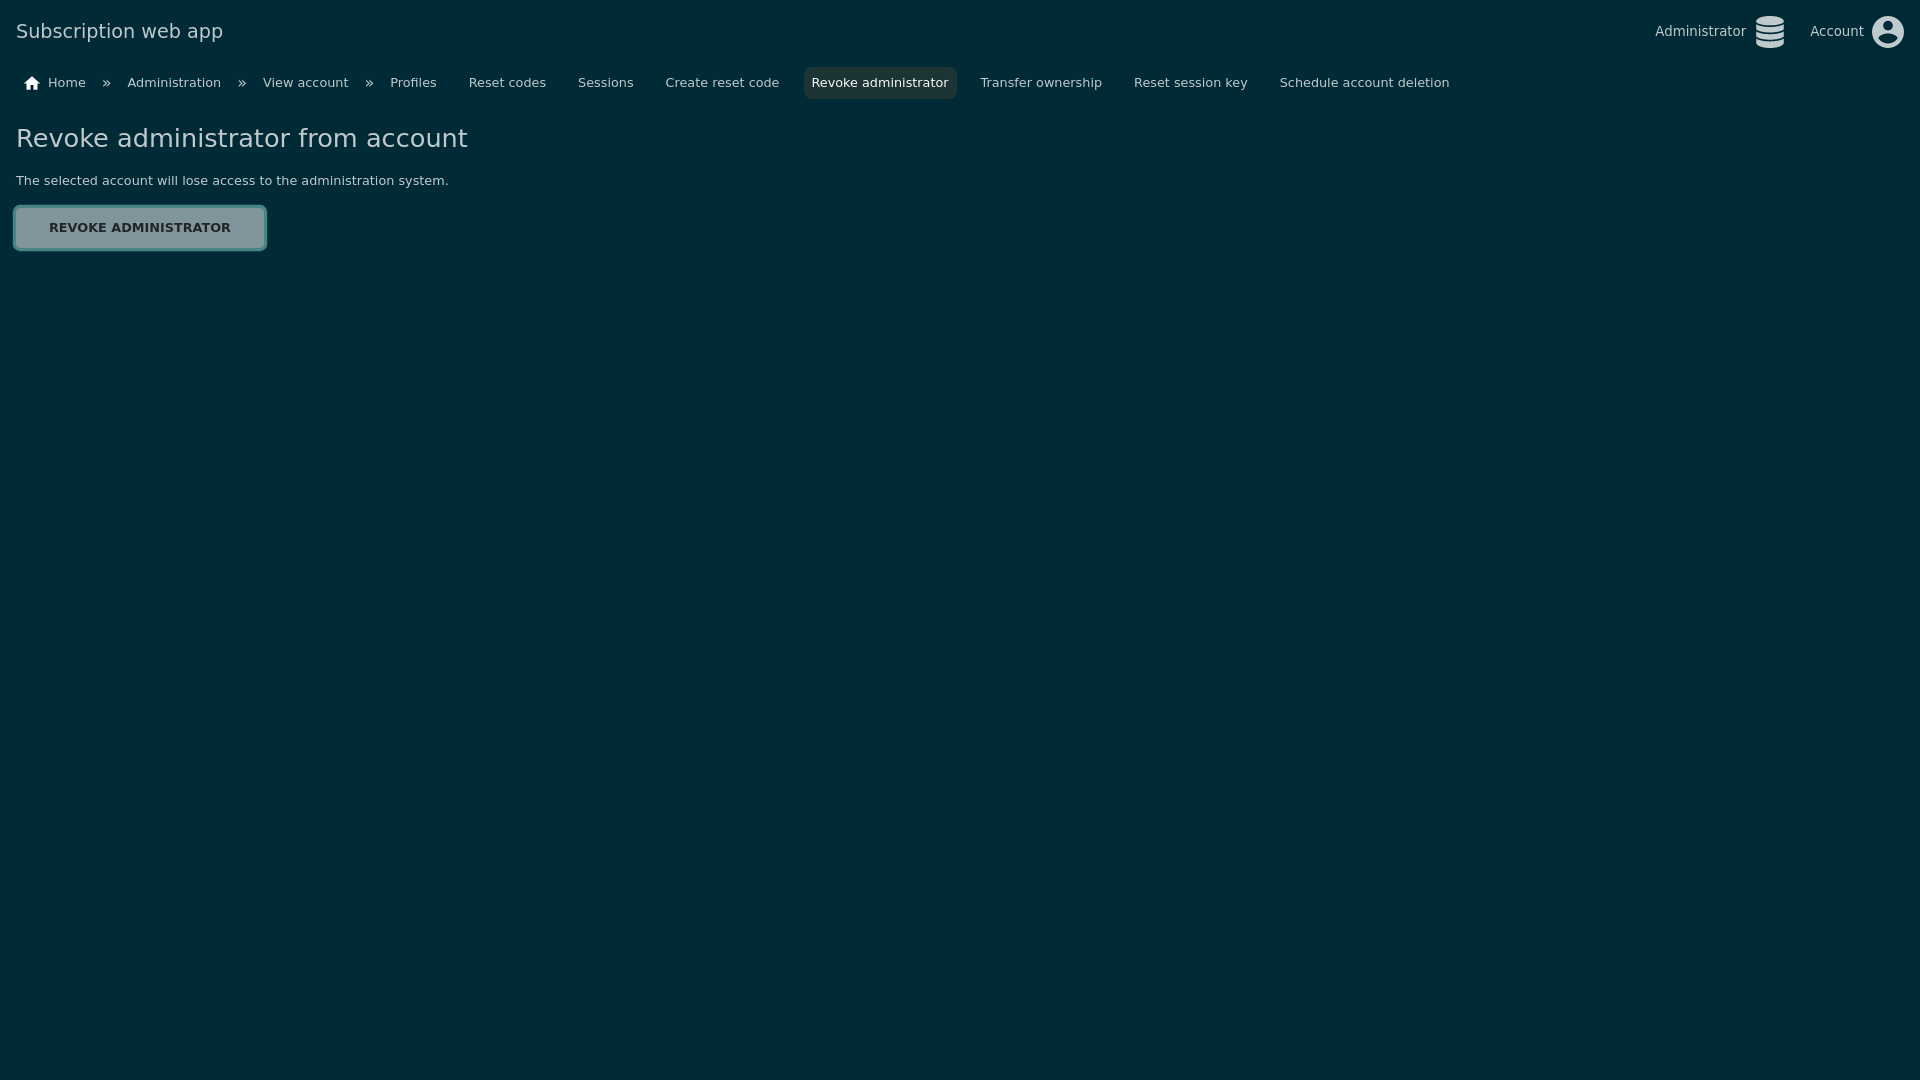 Subscription web app
Administrator
Account
Home » Administration » View account » Profiles Reset codes Sessions Create reset code Revoke administrator Transfer ownership Reset session key Schedule account deletion
Revoke administrator from account
The selected account will lose access to the administration system.
REVOKE ADMINISTRATOR